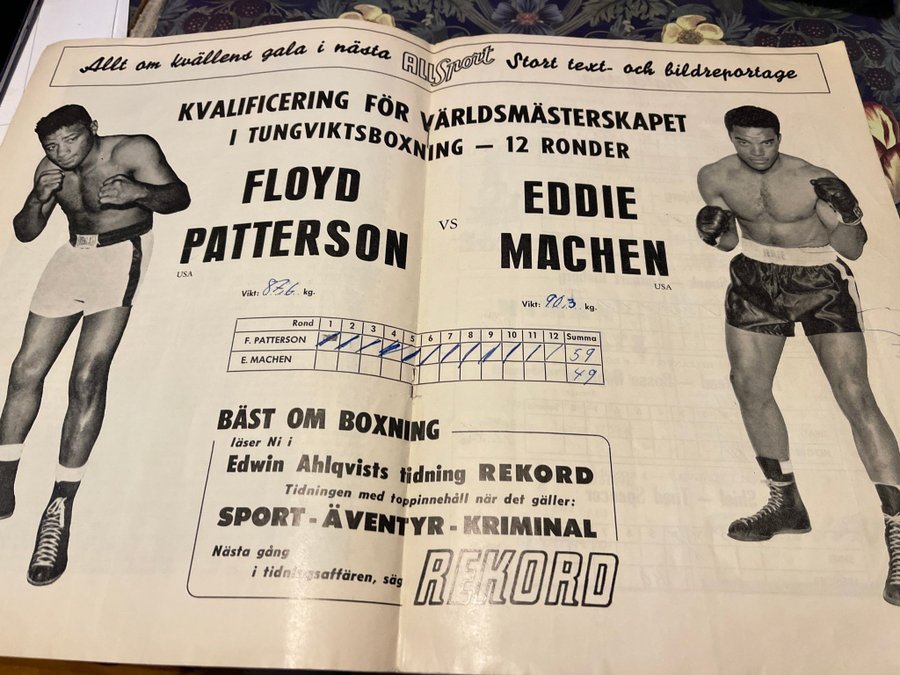 Allt om kvällens gala i nästa ALLSport Stort text- och bildreportage
KVALIFICERING FÖR VÄRLDSMÄSTERSKAPET
I TUNGVIKTSBOXNING — 12 RONDER
FLOYD
PATTERSON
USA
VS
EDDIE
MACHEN
USA
Vikt: 87,6 kg.
Vikt: 90,3 kg.
Rond 1 2 3 4 5 6 7 8 9 10 11 12 Summa
F. PATTERSON 59
E. MACHEN 49
BÄST OM BOXNING
läser Ni i
Edwin Ahlqvists tidning REKORD
Tidningen med toppinnehåll när det gäller:
SPORT - ÄVENTYR - KRIMINAL
Nästa gång
i tidningsaffären, säg REKORD